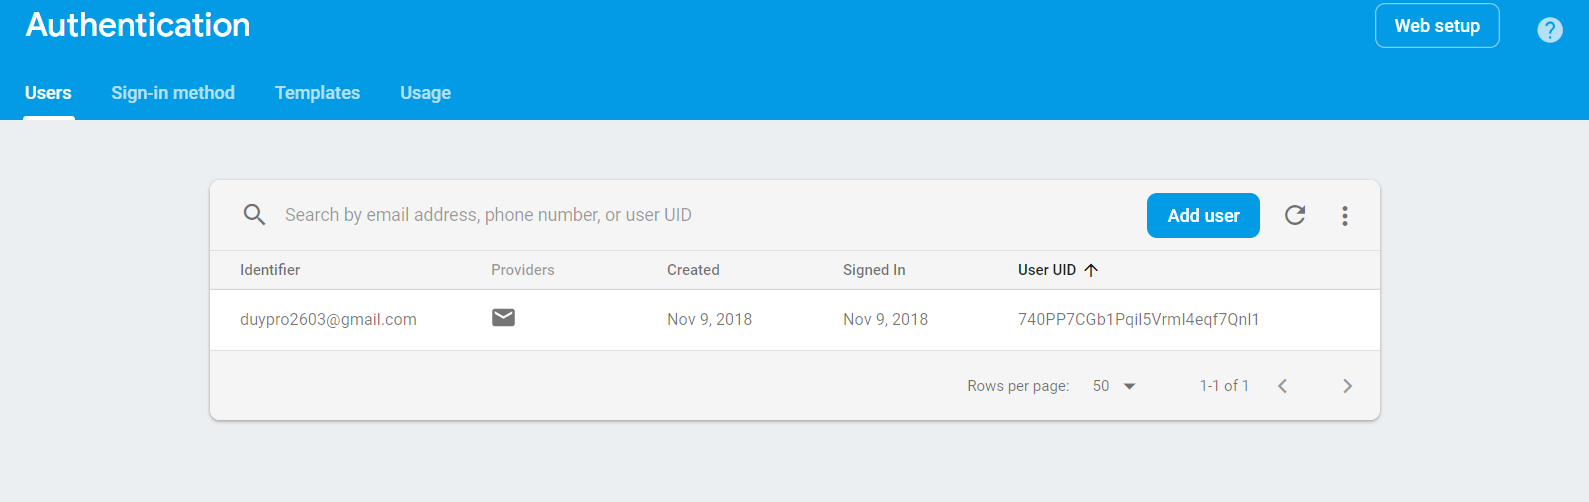 Authentication
Web setup
Users Sign-in method Templates Usage
Search by email address, phone number, or user UID
Add user
Identifier Providers Created Signed In User UID
duypro2603@gmail.com Nov 9, 2018 Nov 9, 2018 740PP7CGb1PqiI5VrmI4eqf7QnI1
Rows per page: 50 1-1 of 1